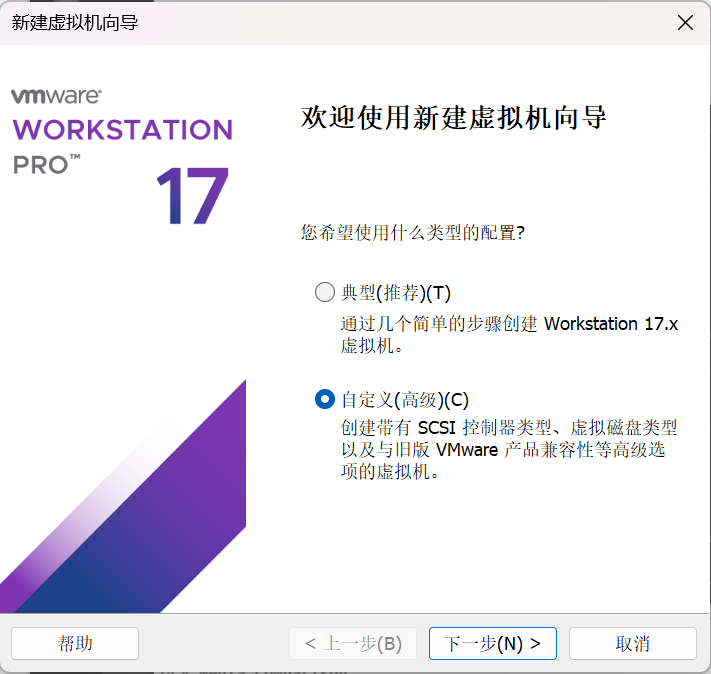 新建虚拟机向导
vmware®
WORKSTATION
PRO™
17
欢迎使用新建虚拟机向导
您希望使用什么类型的配置?
典型(推荐)(T)
通过几个简单的步骤创建 Workstation 17.x
虚拟机。
自定义(高级)(C)
创建带有 SCSI 控制器类型、虚拟磁盘类型
以及与旧版 VMware 产品兼容性等高级选
项的虚拟机。
帮助
< 上一步(B)
下一步(N) >
取消